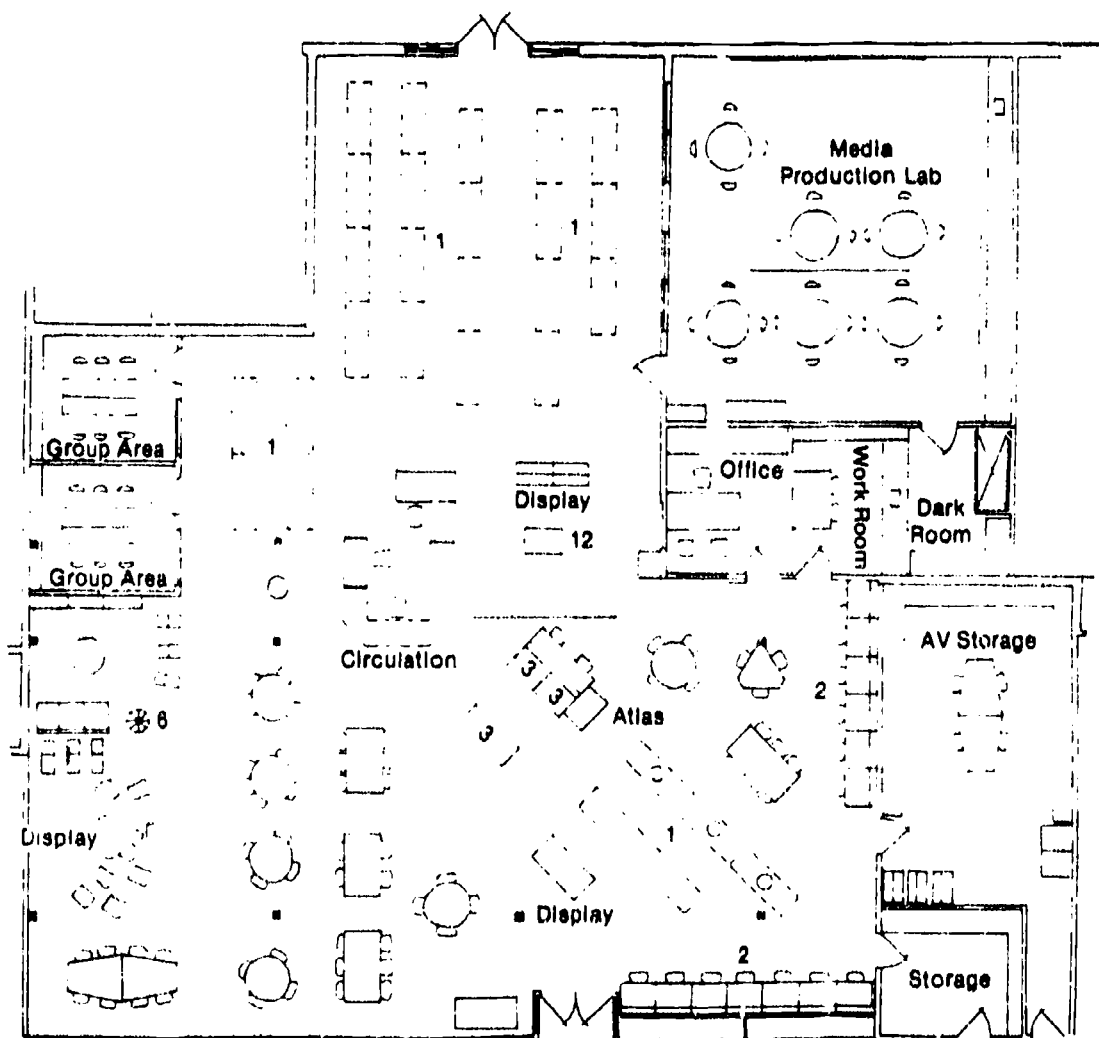 Media
Production Lab
1
1
Group Area
1
Office
Work Room
Display
Dark
Room
12
Group Area
Circulation
AV Storage
3
3
2
Atlas
6
Display
1
Display
2
Storage